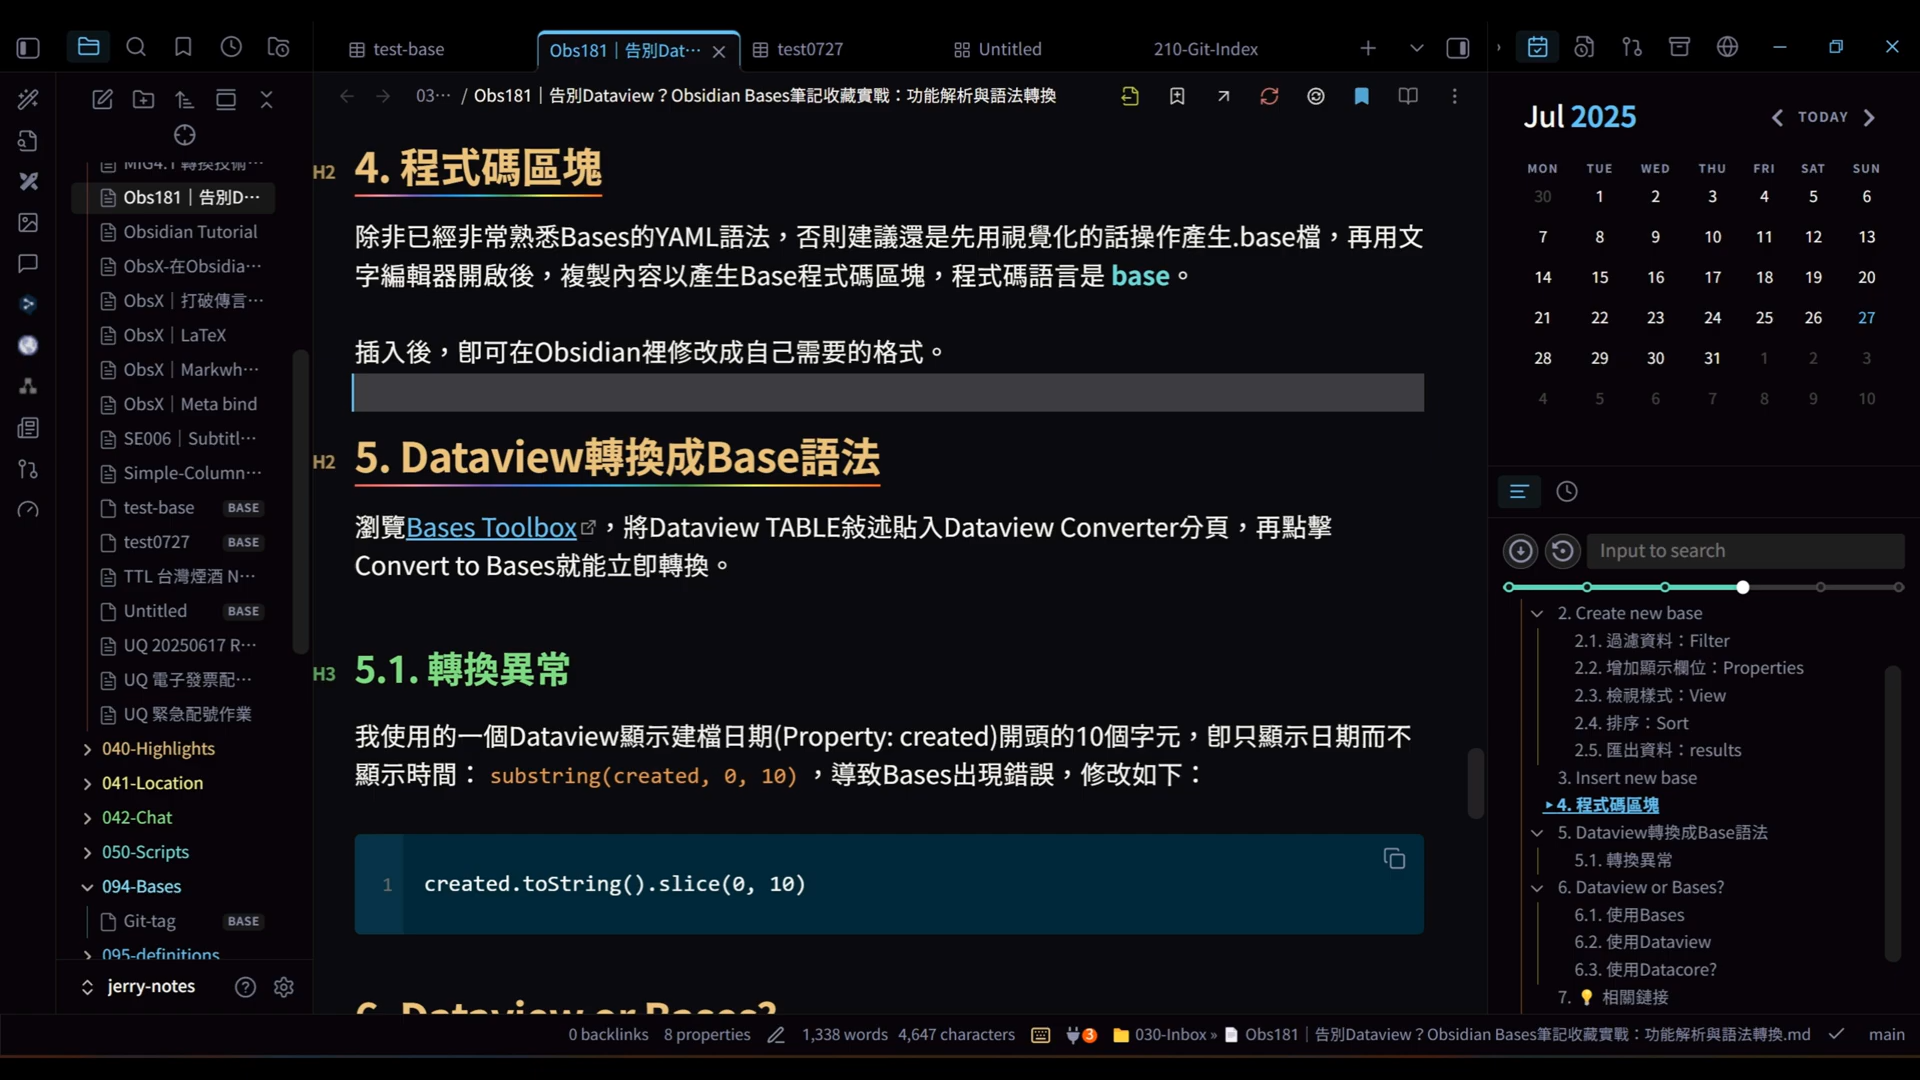 test-base
Obs181｜告別Dat···
test0727
Untitled
210-Git-Index
03··· / Obs181｜告別Dataview？Obsidian Bases筆記收藏實戰：功能解析與語法轉換
MIG4.1 轉換技術···
Obs181｜告別D···
Obsidian Tutorial
ObsX-在Obsidia···
ObsX｜打破傳言···
ObsX｜LaTeX
ObsX｜Markwh···
ObsX｜Meta bind
SE006｜Subtitl···
Simple-Column···
test-base BASE
test0727 BASE
TTL 台灣煙酒 N···
Untitled BASE
UQ 20250617 R···
UQ 電子發票配···
UQ 緊急配號作業
040-Highlights
041-Location
042-Chat
050-Scripts
094-Bases
Git-tag BASE
095-definitions
jerry-notes
H2 4. 程式碼區塊
除非已經非常熟悉Bases的YAML語法，否則建議還是先用視覺化的話操作產生.base檔，再用文
字編輯器開啟後，複製內容以產生Base程式碼區塊，程式碼語言是 base。
插入後，即可在Obsidian裡修改成自己需要的格式。
H2 5. Dataview轉換成Base語法
瀏覽Bases Toolbox，將Dataview TABLE敍述貼入Dataview Converter分頁，再點擊
Convert to Bases就能立即轉換。
H3 5.1. 轉換異常
我使用的一個Dataview顯示建檔日期(Property: created)開頭的10個字元，即只顯示日期而不
顯示時間： substring(created, 0, 10) ，導致Bases出現錯誤，修改如下：
1 created.toString().slice(0, 10)
6. Dataview or Bases?
Jul 2025
TODAY
MON TUE WED THU FRI SAT SUN
30 1 2 3 4 5 6
7 8 9 10 11 12 13
14 15 16 17 18 19 20
21 22 23 24 25 26 27
28 29 30 31 1 2 3
4 5 6 7 8 9 10
Input to search
2. Create new base
2.1. 過濾資料：Filter
2.2. 增加顯示欄位：Properties
2.3. 檢視樣式：View
2.4. 排序：Sort
2.5. 匯出資料：results
3. Insert new base
4. 程式碼區塊
5. Dataview轉換成Base語法
5.1. 轉換異常
6. Dataview or Bases?
6.1. 使用Bases
6.2. 使用Dataview
6.3. 使用Datacore?
7. 💡 相關鏈接
0 backlinks 8 properties 1,338 words 4,647 characters 3 030-Inbox » Obs181｜告別Dataview？Obsidian Bases筆記收藏實戰：功能解析與語法轉換.md main